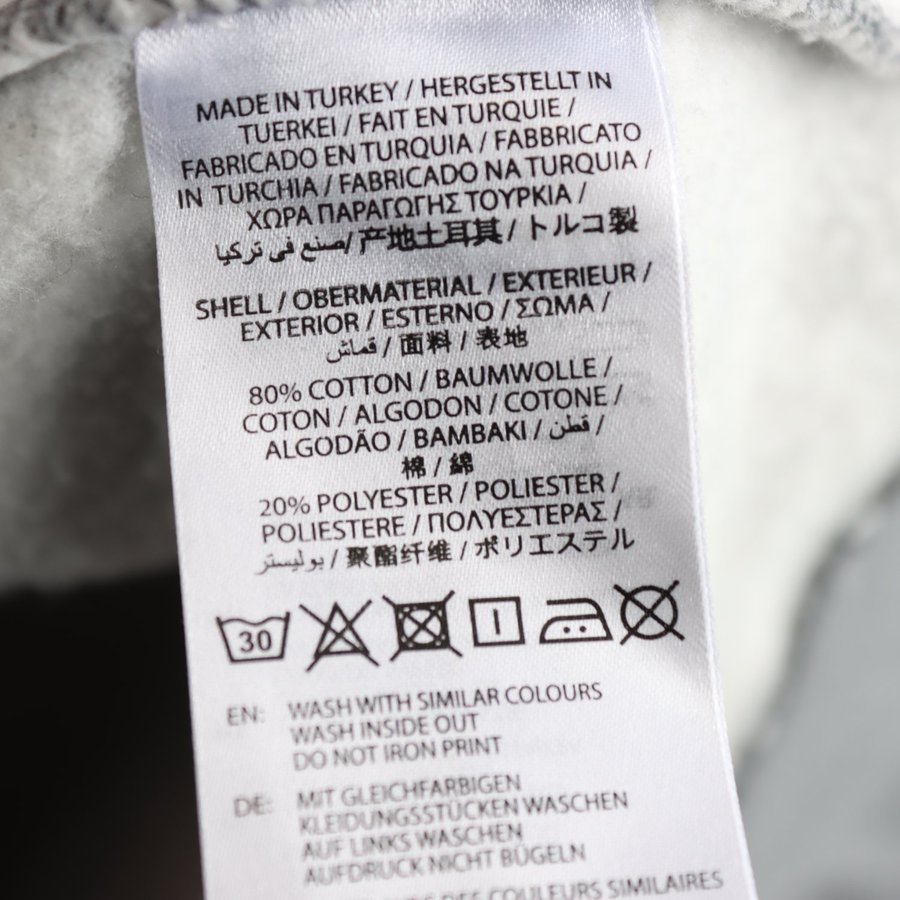 MADE IN TURKEY / HERGESTELLT IN
TUERKEI / FAIT EN TURQUIE /
FABRICADO EN TURQUIA / FABBRICATO
IN TURCHIA / FABRICADO NA TURQUIA /
ΧΩΡΑ ΠΑΡΑΓΩΓΗΣ ΤΟΥΡΚΙΑ /
صنع في تركيا / 产地土耳其 / トルコ製
SHELL / OBERMATERIAL / EXTERIEUR /
EXTERIOR / ESTERNO / ΣΩΜΑ /
قماش / 面料 / 表地
80% COTTON / BAUMWOLLE /
COTON / ALGODON / COTONE /
ALGODÃO / BAMBAKI / قطن /
棉 / 綿
20% POLYESTER / POLIESTER /
POLIESTERE / ΠΟΛΥΕΣΤΕΡΑΣ /
بوليستر / 聚酯纤维 / ポリエステル
30
EN: WASH WITH SIMILAR COLOURS
WASH INSIDE OUT
DO NOT IRON PRINT
DE: MIT GLEICHFARBIGEN
KLEIDUNGSSTÜCKEN WASCHEN
AUF LINKS WASCHEN
AUFDRUCK NICHT BÜGELN
DES COULEURS SIMILAIRES